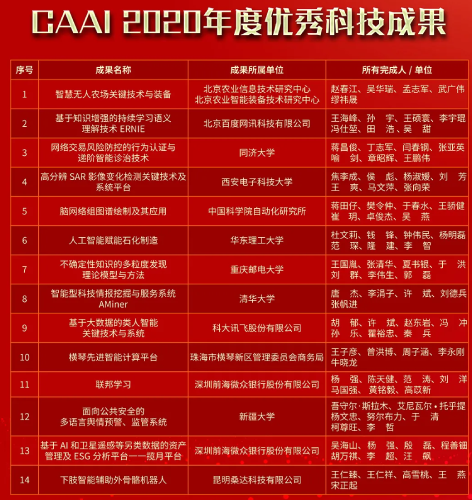 CAAI 2020年度优秀科技成果
序号 成果名称 成果所属单位 所有完成人 / 单位
1 智慧无人农场关键技术与装备 北京农业信息技术研究中心 北京农业智能装备技术研究中心 赵春江、吴华瑞、孟志军、武广伟 缪祎晟
2 基于知识增强的持续学习语义 理解技术 ERNIE 北京百度网讯科技有限公司 王海峰、孙 宇、王硕寰、李宇琨 冯仕堃、田 浩、吴 甜
3 网络交易风险防控的行为认证与 递阶智能诊治技术 同济大学 蒋昌俊、丁志军、闫春钢、张亚英 喻 剑、章昭辉、王鹏伟
4 高分辨 SAR 影像变化检测关键技术及 系统平台 西安电子科技大学 焦李成、侯 彪、杨淑媛、刘 芳 王 爽、马文萍、张向荣
5 脑网络组图谱绘制及其应用 中国科学院自动化研究所 蒋田仔、樊令仲、于春水、王骄健 崔 玥、卓俊杰、吴 燕
6 人工智能赋能石化制造 华东理工大学 杜文莉、钱 锋、钟伟民、杨明磊 范 琛、隆 建、李 智
7 不确定性知识的多粒度发现 理论模型与方法 重庆邮电大学 王国胤、张清华、夏书银、于 洪 刘 群、李伟生、郭 磊
8 智能型科技情报挖掘与服务系统 AMiner 清华大学 唐 杰、李涓子、许 斌、刘德兵 张帆进
9 基于大数据的类人智能 关键技术与系统 科大讯飞股份有限公司 胡 郁、许 斌、赵东岩、冯 冲 孙 乐、瞿裕忠、秦 兵
10 横琴先进智能计算平台 珠海市横琴新区管理委员会商务局 王子彦、曾洪博、周子涵、李永刚 牛晓龙
11 联邦学习 深圳前海微众银行股份有限公司 杨 强、陈天健、范 涛、刘 洋 马国强、黄铭毅、高苡新
12 面向公共安全的 多语言舆情预警、监管系统 新疆大学 吾守尔·斯拉木、艾尼瓦尔·托乎提 杨文忠、努尔布力、于 清 柯尊旺、李 哲
13 基于 AI 和卫星遥感等另类数据的资产 管理及 ESG 分析平台——揽月平台 深圳前海微众银行股份有限公司 吴海山、杨 强、殷 磊、程善钿 胡万祺、李 超、汪 飙
14 下肢智能辅助外骨骼机器人 昆明桑达科技有限公司 王仁臻、王仁祥、高雪桃、王 燕 宋正起